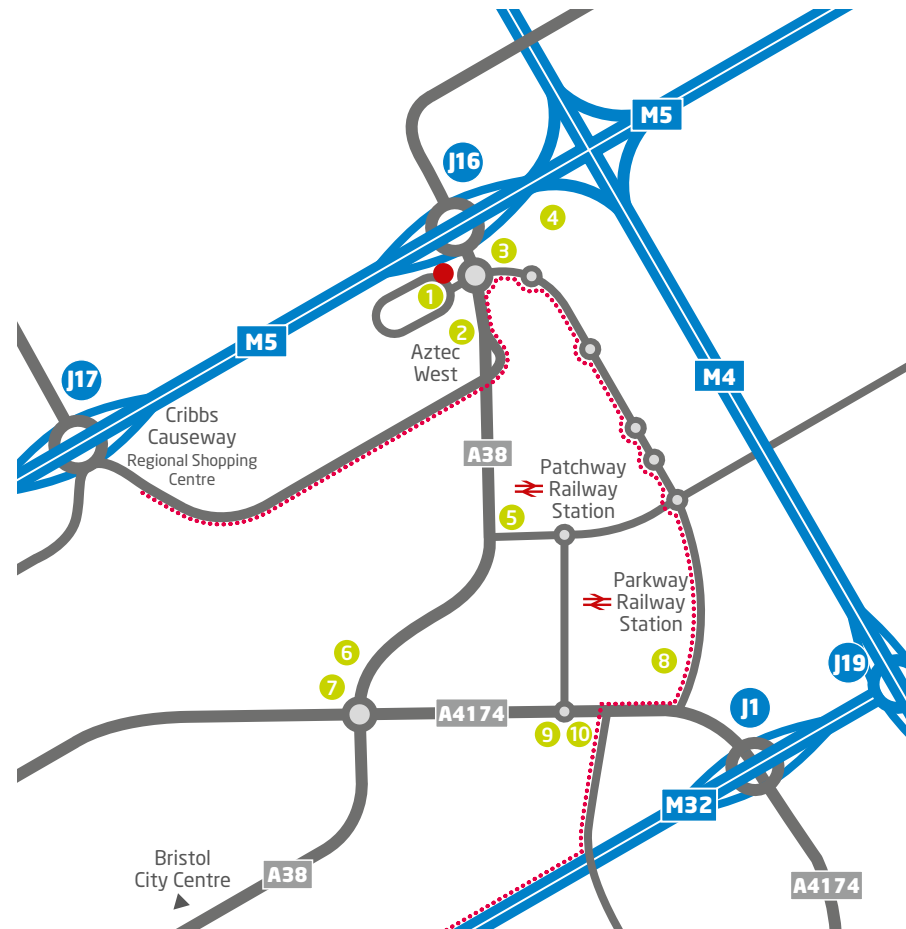 M5
J16
4
3
1
2
M5
Aztec
West
J17
M4
Cribbs
Causeway
Regional Shopping
Centre
A38
Patchway
Railway
Station
5
Parkway
Railway
Station
6
8
J19
7
A4174
J1
9
10
M32
Bristol
City Centre
A38
A4174